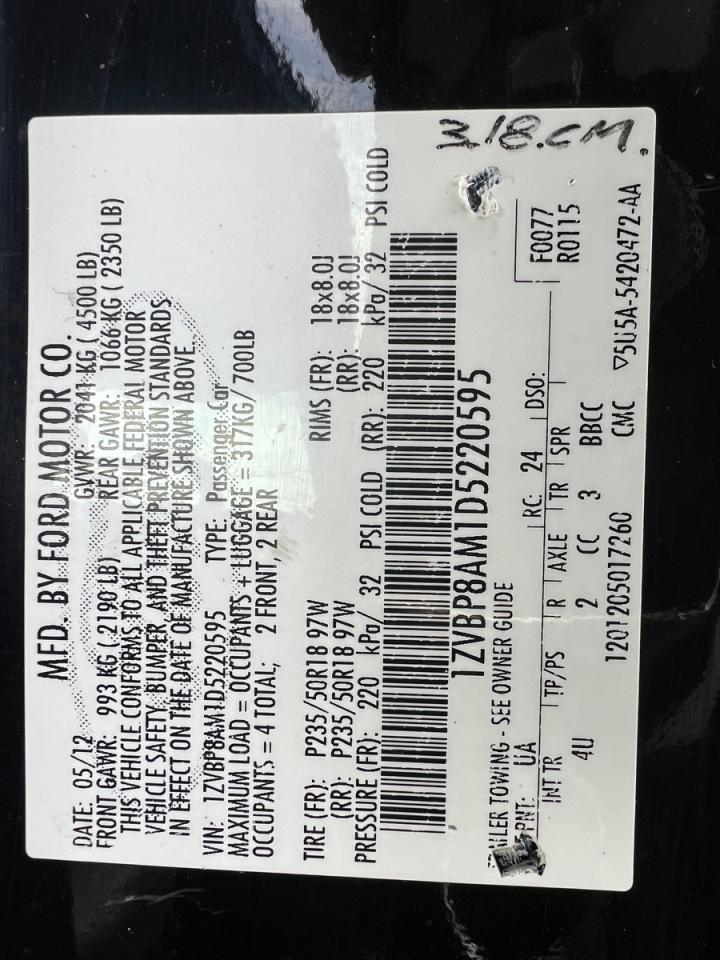 MFD. BY FORD MOTOR CO.
DATE: 05/12 GVWR: 2041 KG ( 4500 LB)
FRONT GAWR: 993 KG ( 2190 LB) REAR GAWR: 1066 KG ( 2350 LB)
THIS VEHICLE CONFORMS TO ALL APPLICABLE FEDERAL MOTOR
VEHICLE SAFETY, BUMPER, AND THEFT PREVENTION STANDARDS
IN EFFECT ON THE DATE OF MANUFACTURE SHOWN ABOVE.
VIN: 1ZVBP8AM1D5220595 TYPE: Passenger Car
MAXIMUM LOAD = OCCUPANTS + LUGGAGE = 317KG/700LB
OCCUPANTS = 4 TOTAL; 2 FRONT, 2 REAR
TIRE (FR): P235/50R18 97W RIMS (FR): 18x8.0J
(RR): P235/50R18 97W (RR): 18x8.0J
PRESSURE (FR): 220 kPa/ 32 PSI COLD (RR): 220 kPa/ 32 PSI COLD
1ZVBP8AM1D5220595
318.CM.
TRAILER TOWING - SEE OWNER GUIDE
PNT: UA RC: 24 DSO:
INT TR TP/PS R AXLE TR SPR
4U 2 CC 3 BBCC
F0077
R0115
1201205017260 CMC ▽5U5A-5420472-AA